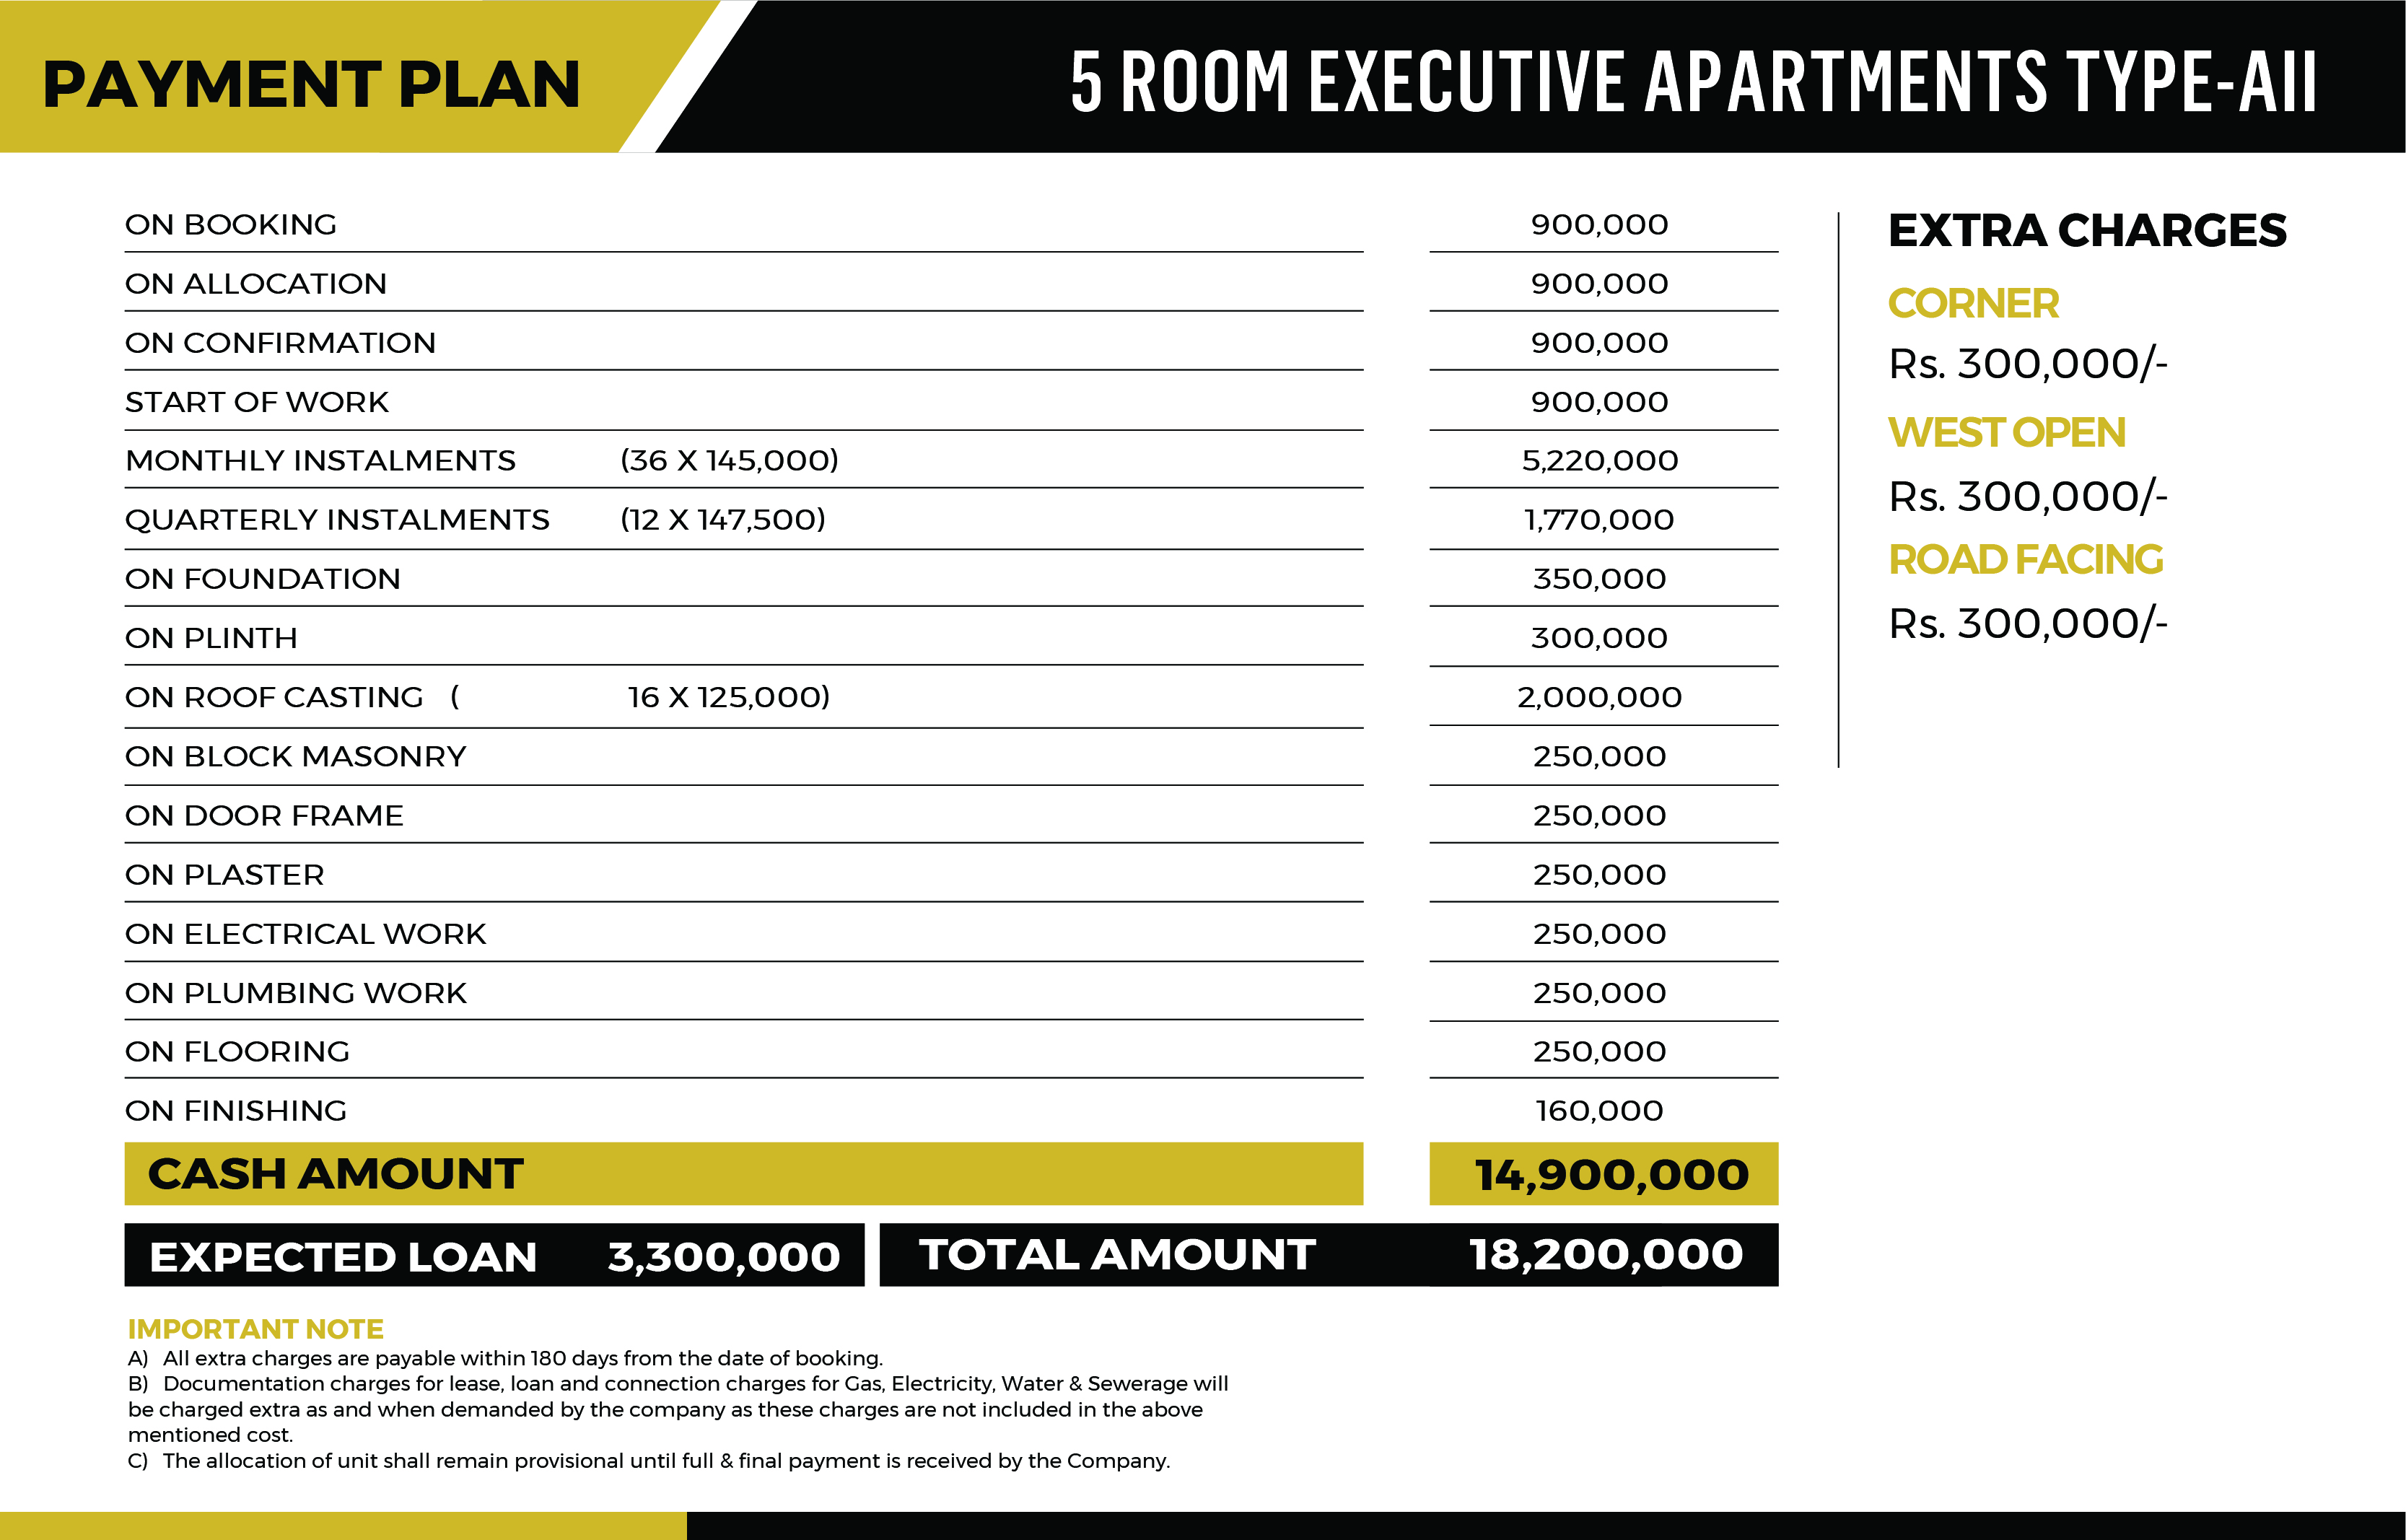 PAYMENT PLAN
5 ROOM EXECUTIVE APARTMENTS TYPE-AII
ON BOOKING 900,000
ON ALLOCATION 900,000
ON CONFIRMATION 900,000
START OF WORK 900,000
MONTHLY INSTALMENTS (36 X 145,000) 5,220,000
QUARTERLY INSTALMENTS (12 X 147,500) 1,770,000
ON FOUNDATION 350,000
ON PLINTH 300,000
ON ROOF CASTING ( 16 X 125,000) 2,000,000
ON BLOCK MASONRY 250,000
ON DOOR FRAME 250,000
ON PLASTER 250,000
ON ELECTRICAL WORK 250,000
ON PLUMBING WORK 250,000
ON FLOORING 250,000
ON FINISHING 160,000
CASH AMOUNT 14,900,000
EXPECTED LOAN 3,300,000 TOTAL AMOUNT 18,200,000
EXTRA CHARGES
CORNER
Rs. 300,000/-
WEST OPEN
Rs. 300,000/-
ROAD FACING
Rs. 300,000/-
IMPORTANT NOTE
A) All extra charges are payable within 180 days from the date of booking.
B) Documentation charges for lease, loan and connection charges for Gas, Electricity, Water & Sewerage will
be charged extra as and when demanded by the company as these charges are not included in the above
mentioned cost.
C) The allocation of unit shall remain provisional until full & final payment is received by the Company.